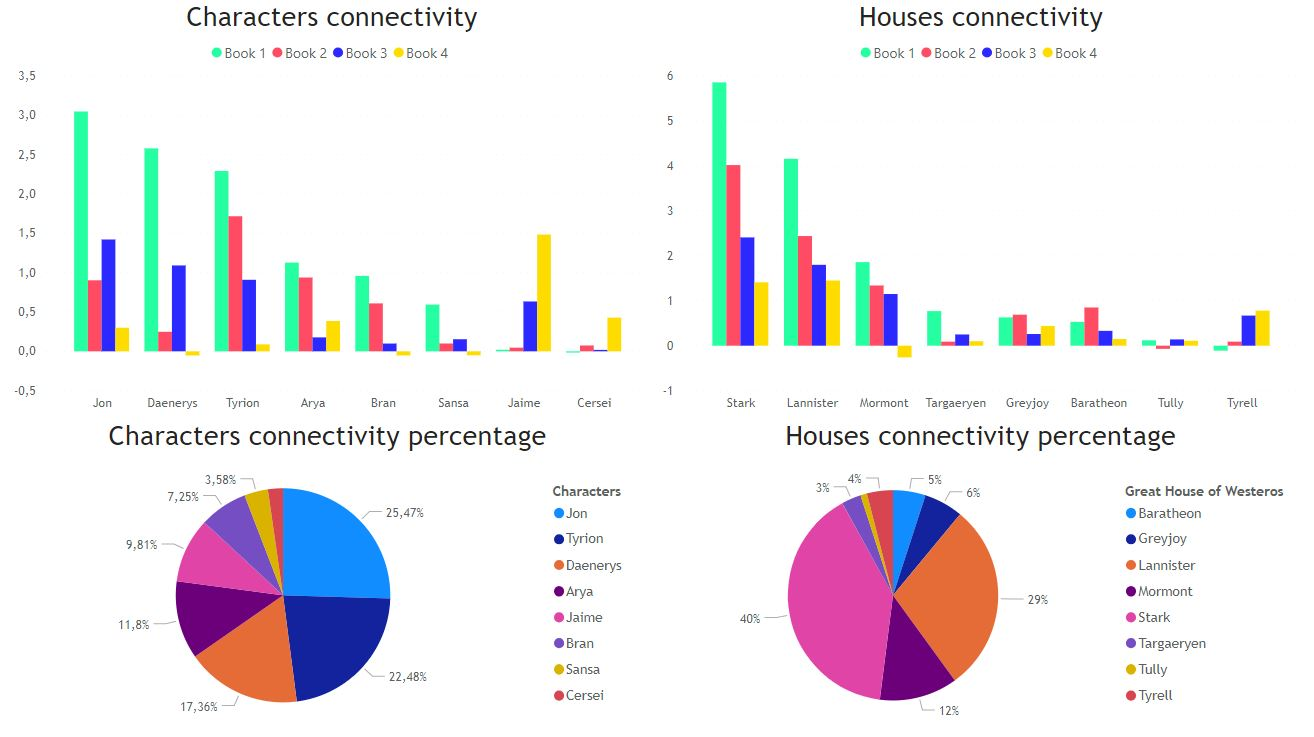 Characters connectivity
Book 1 Book 2 Book 3 Book 4
3,5
3,0
2,5
2,0
1,5
1,0
0,5
0,0
-0,5
Jon Daenerys Tyrion Arya Bran Sansa Jaime Cersei
Houses connectivity
Book 1 Book 2 Book 3 Book 4
6
5
4
3
2
1
0
-1
Stark Lannister Mormont Targaeryen Greyjoy Baratheon Tully Tyrell
Characters connectivity percentage
3,58%
7,25%
9,81%
11,8%
17,36%
25,47%
22,48%
Characters
Jon
Tyrion
Daenerys
Arya
Jaime
Bran
Sansa
Cersei
Houses connectivity percentage
4%
3%
5%
6%
29%
40%
12%
Great House of Westeros
Baratheon
Greyjoy
Lannister
Mormont
Stark
Targaeryen
Tully
Tyrell